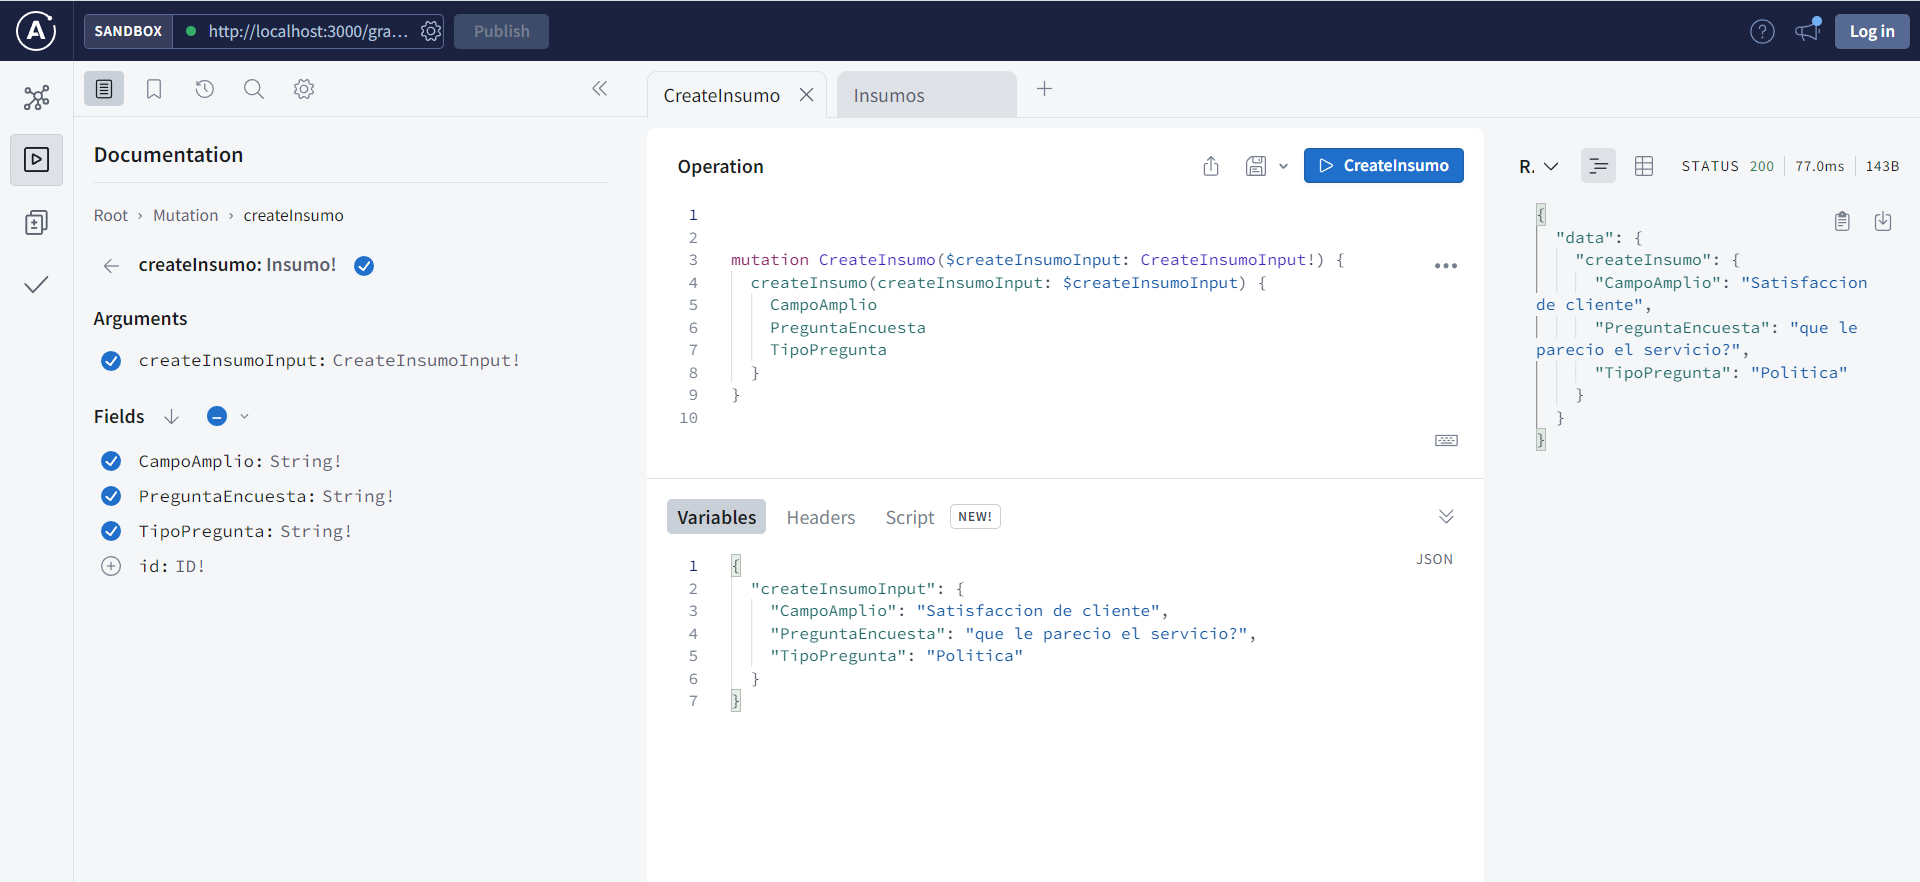 SANDBOX
http://localhost:3000/gra...
Publish
Log in
CreateInsumo
Insumos
Documentation
Root › Mutation › createInsumo
createInsumo: Insumo!
Arguments
createInsumoInput: CreateInsumoInput!
Fields
CampoAmplio: String!
PreguntaEncuesta: String!
TipoPregunta: String!
id: ID!
Operation
CreateInsumo
1
2
3 mutation CreateInsumo($createInsumoInput: CreateInsumoInput!) {
4 createInsumo(createInsumoInput: $createInsumoInput) {
5 CampoAmplio
6 PreguntaEncuesta
7 TipoPregunta
8 }
9 }
10
Variables Headers Script NEW!
JSON
1 {
2 "createInsumoInput": {
3 "CampoAmplio": "Satisfaccion de cliente",
4 "PreguntaEncuesta": "que le parecio el servicio?",
5 "TipoPregunta": "Politica"
6 }
7 }
R.
STATUS 200 77.0ms 143B
{
"data": {
"createInsumo": {
"CampoAmplio": "Satisfaccion
de cliente",
"PreguntaEncuesta": "que le
parecio el servicio?",
"TipoPregunta": "Politica"
}
}
}